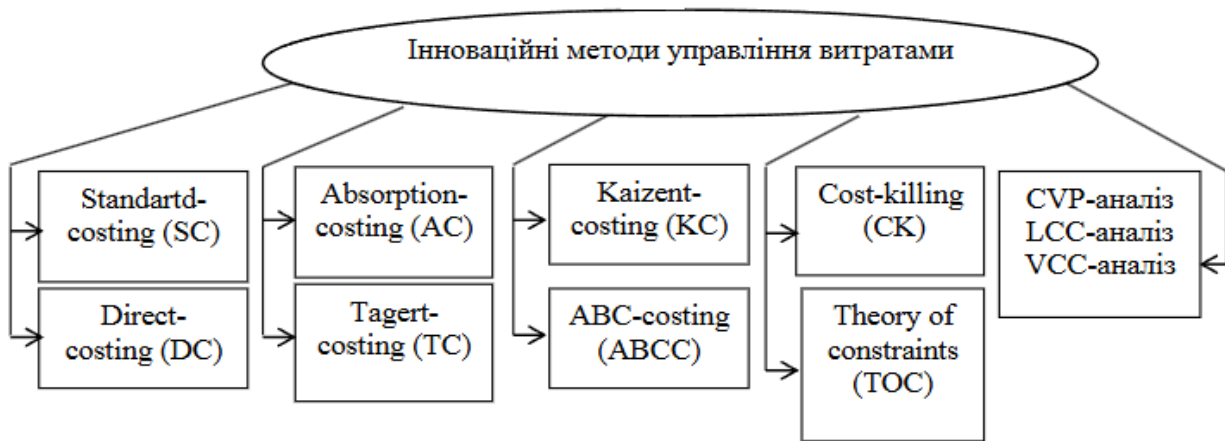 Інноваційні методи управління витратами
Standartd-
costing (SC)
Absorption-
costing (AC)
Kaizent-
costing (KC)
Cost-killing
(CK)
CVP-аналіз
LCC-аналіз
VCC-аналіз
Direct-
costing (DC)
Tagert-
costing (TC)
ABC-costing
(ABCC)
Theory of
constraints
(TOC)